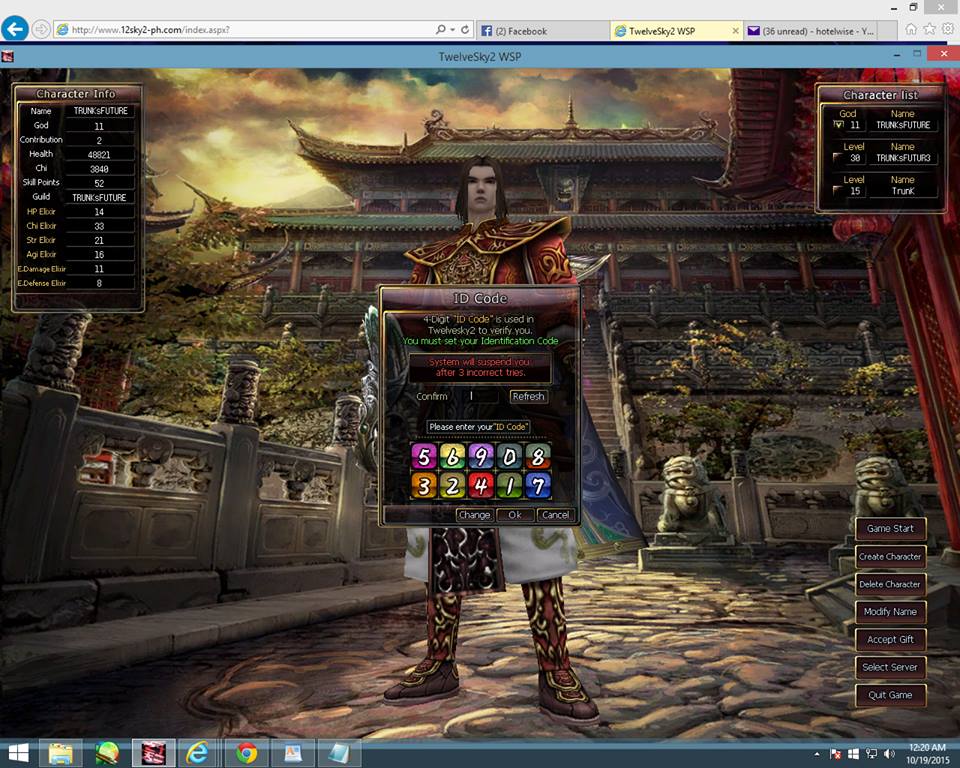 http://www.12sky2-ph.com/index.aspx?
(2) Facebook
TwelveSky2 WSP
(36 unread) - hotelwise - Y...
TwelveSky2 WSP
Character Info
Name TRUNKsFUTURE
God 11
Contribution 2
Health 48821
Chi 3840
Skill Points 52
Guild TRUNKsFUTURE
HP Elixir 14
Chi Elixir 33
Str Elixir 21
Agi Elixir 16
E.Damage Elixir 11
E.Defense Elixir 8
Character list
God Name
11 TRUNKsFUTURE
Level Name
30 TRUNKsFUTUR3
Level Name
15 TrunK
ID Code
4-Digit "ID Code" is used in
Twelvesky2 to verify you.
You must set your Identification Code
System will suspend you
after 3 incorrect tries.
Confirm Refresh
Please enter your"ID Code"
5 6 9 0 8
3 2 4 1 7
Change Ok Cancel
Game Start
Create Character
Delete Character
Modify Name
Accept Gift
Select Server
Quit Game
12:20 AM
10/19/2015